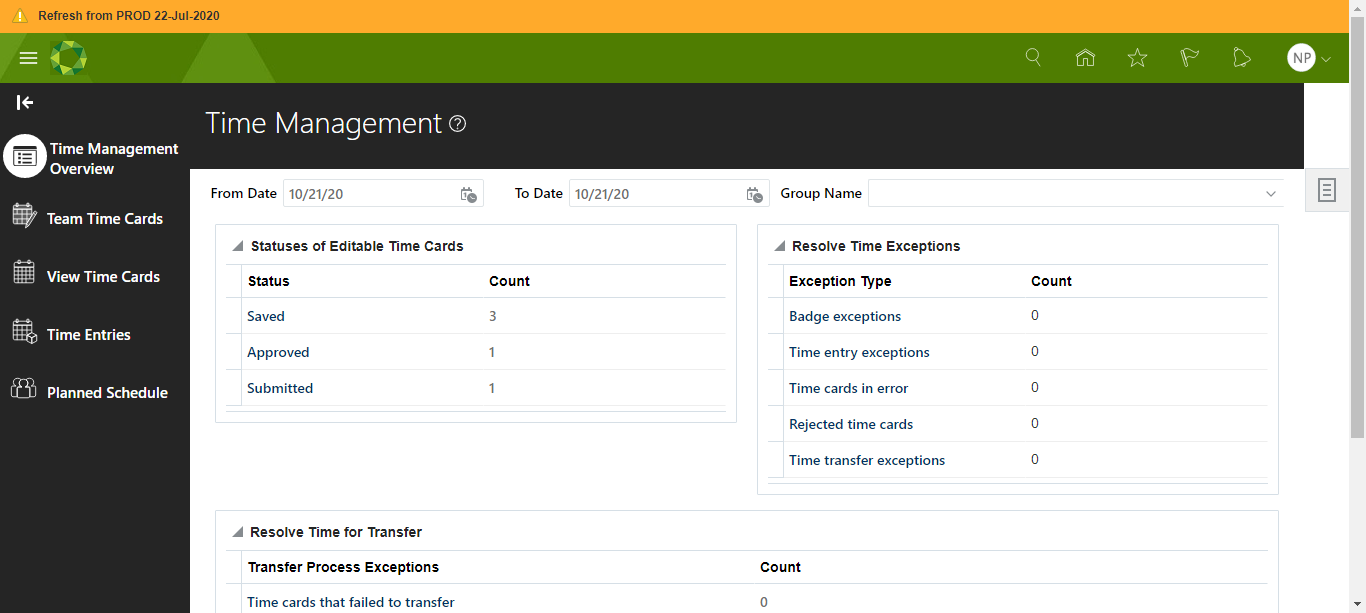 Refresh from PROD 22-Jul-2020
NP
Time Management
Time Management
Overview
Team Time Cards
View Time Cards
Time Entries
Planned Schedule
From Date 10/21/20 To Date 10/21/20 Group Name
Statuses of Editable Time Cards
Status Count
Saved 3
Approved 1
Submitted 1
Resolve Time Exceptions
Exception Type Count
Badge exceptions 0
Time entry exceptions 0
Time cards in error 0
Rejected time cards 0
Time transfer exceptions 0
Resolve Time for Transfer
Transfer Process Exceptions Count
Time cards that failed to transfer 0